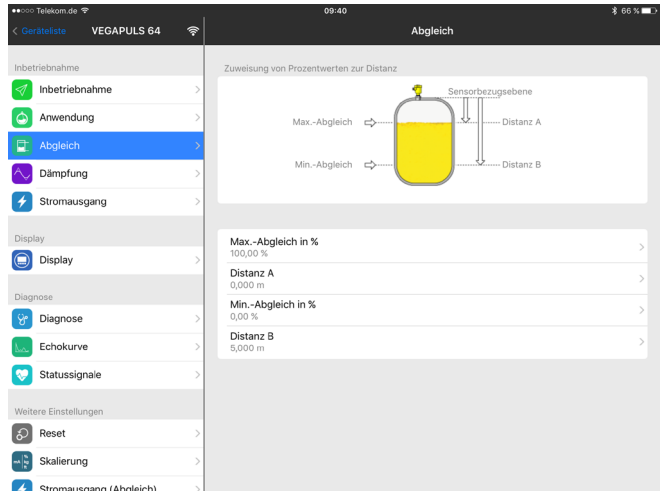 ●●○○○ Telekom.de
09:40
66 %
Geräteliste
VEGAPULS 64
Abgleich
Inbetriebnahme
Inbetriebnahme
Anwendung
Abgleich
Dämpfung
Stromausgang
Display
Display
Diagnose
Diagnose
Echokurve
Statussignale
Weitere Einstellungen
Reset
Skalierung
Stromausgang (Abgleich)
Zuweisung von Prozentwerten zur Distanz
Sensorbezugsebene
Max.-Abgleich
Distanz A
Min.-Abgleich
Distanz B
Max.-Abgleich in %
100,00 %
Distanz A
0,000 m
Min.-Abgleich in %
0,00 %
Distanz B
5,000 m